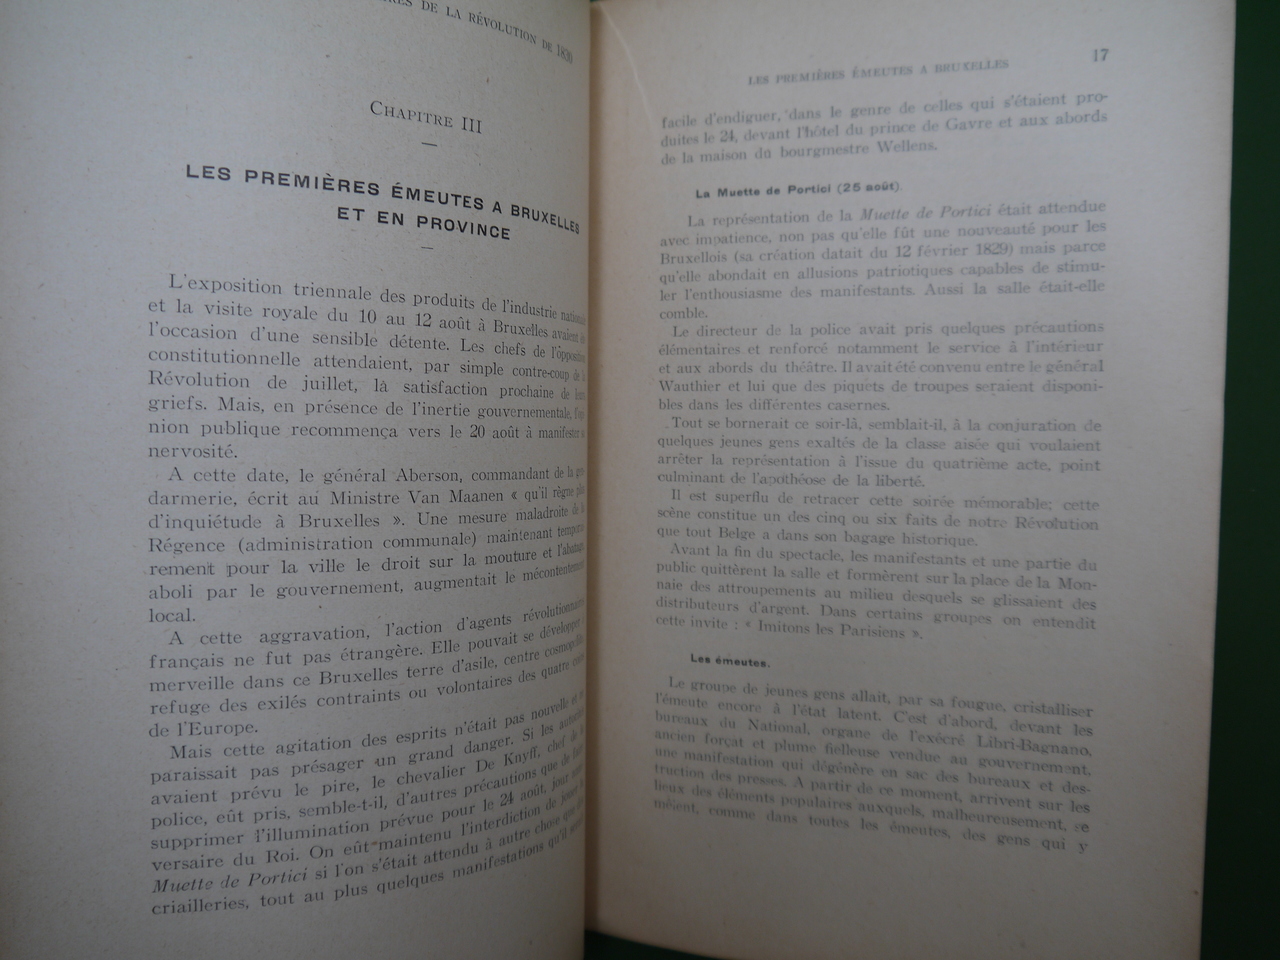 DE LA RÉVOLUTION DE 1830
CHAPITRE III
LES PREMIÈRES ÉMEUTES A BRUXELLES
ET EN PROVINCE
L'exposition triennale des produits de l'industrie nationale
et la visite royale du 10 au 12 août à Bruxelles avaient
l'occasion d'une sensible détente. Les chefs de l'opposition
constitutionnelle attendaient, par simple contre-coup de
Révolution de juillet, la satisfaction prochaine de
griefs. Mais, en présence de l'inertie gouvernementale,
nion publique recommença vers le 20 août à manifester
nervosité.
A cette date, le général Aberson, commandant de la
darmerie, écrit au Ministre Van Maanen « qu'il règne
d'inquiétude à Bruxelles ». Une mesure maladroite de la
Régence (administration communale) maintenant
rement pour la ville le droit sur la mouture et
aboli par le gouvernement, augmentait le mécontentement
local.
A cette aggravation, l'action d'agents révolutionnaires
français ne fut pas étrangère. Elle pouvait se développer
merveille dans ce Bruxelles terre d'asile, centre
refuge des exilés contraints ou volontaires des quatre coins
de l'Europe.
Mais cette agitation des esprits n'était pas nouvelle et
paraissait pas présager un grand danger. Si les
avaient prévu le pire, le chevalier De Knyff, chef de
police, eût pris, semble-t-il, d'autres précautions que de
supprimer l'illumination prévue pour le 24 août, jour
versaire du Roi. On eût maintenu l'interdiction de jouer
Muette de Portici si l'on s'était attendu à autre chose
criailleries, tout au plus quelques manifestations qu'il
LES PREMIÈRES ÉMEUTES A BRUXELLES
17
facile d'endiguer, dans le genre de celles qui s'étaient pro-
duites le 24, devant l'hôtel du prince de Gavre et aux abords
de la maison du bourgmestre Wellens.
La Muette de Portici (25 août).
La représentation de la Muette de Portici était attendue
avec impatience, non pas qu'elle fût une nouveauté pour les
Bruxellois (sa création datait du 12 février 1829) mais parce
qu'elle abondait en allusions patriotiques capables de stimu-
ler l'enthousiasme des manifestants. Aussi la salle était-elle
comble.
Le directeur de la police avait pris quelques précautions
élémentaires et renforcé notamment le service à l'intérieur
et aux abords du théâtre. Il avait été convenu entre le général
Wauthier et lui que des piquets de troupes seraient disponi-
bles dans les différentes casernes.
Tout se bornerait ce soir-là, semblait-il, à la conjuration de
quelques jeunes gens exaltés de la classe aisée qui voulaient
arrêter la représentation à l'issue du quatrième acte, point
culminant de l'apothéose de la liberté.
Il est superflu de retracer cette soirée mémorable; cette
scène constitue un des cinq ou six faits de notre Révolution
que tout Belge a dans son bagage historique.
Avant la fin du spectacle, les manifestants et une partie du
public quittèrent la salle et formèrent sur la place de la Mon-
naie des attroupements au milieu desquels se glissaient des
distributeurs d'argent. Dans certains groupes on entendit
cette invite : « Imitons les Parisiens ».
Les émeutes.
Le groupe de jeunes gens allait, par sa fougue, cristalliser
l'émeute encore à l'état latent. C'est d'abord, devant les
bureaux du National, organe de l'exécré Libri-Bagnano,
ancien forçat et plume fielleuse vendue au gouvernement,
une manifestation qui dégénère en sac des bureaux et des-
truction des presses. A partir de ce moment, arrivent sur les
lieux des éléments populaires auxquels, malheureusement, se
mêlent, comme dans toutes les émeutes, des gens qui y